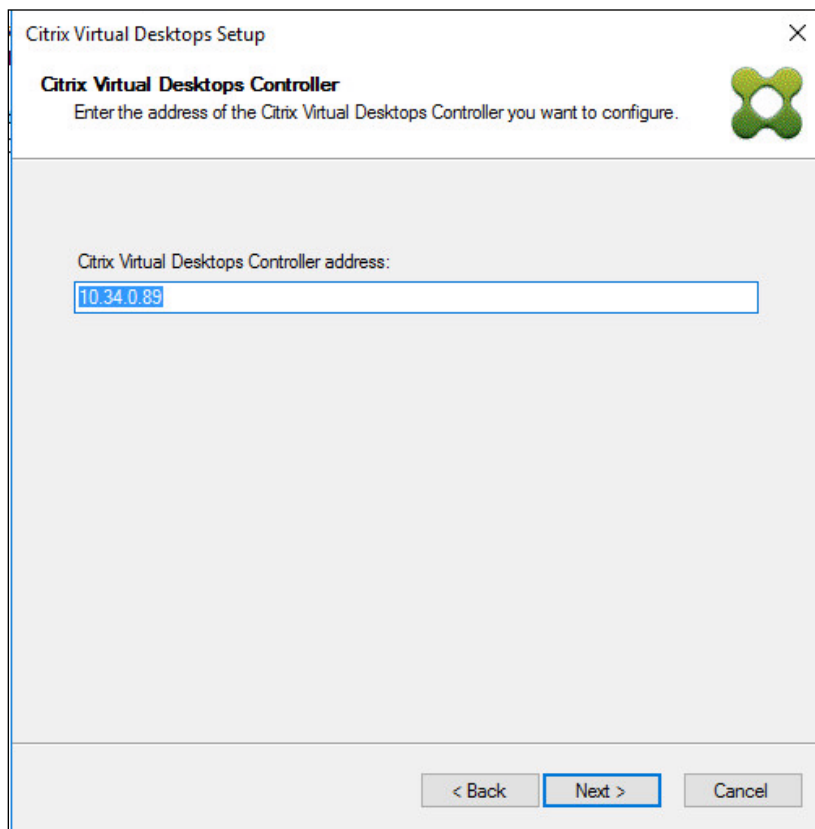 Citrix Virtual Desktops Setup
Citrix Virtual Desktops Controller
Enter the address of the Citrix Virtual Desktops Controller you want to configure.
Citrix Virtual Desktops Controller address:
10.34.0.89
< Back Next > Cancel